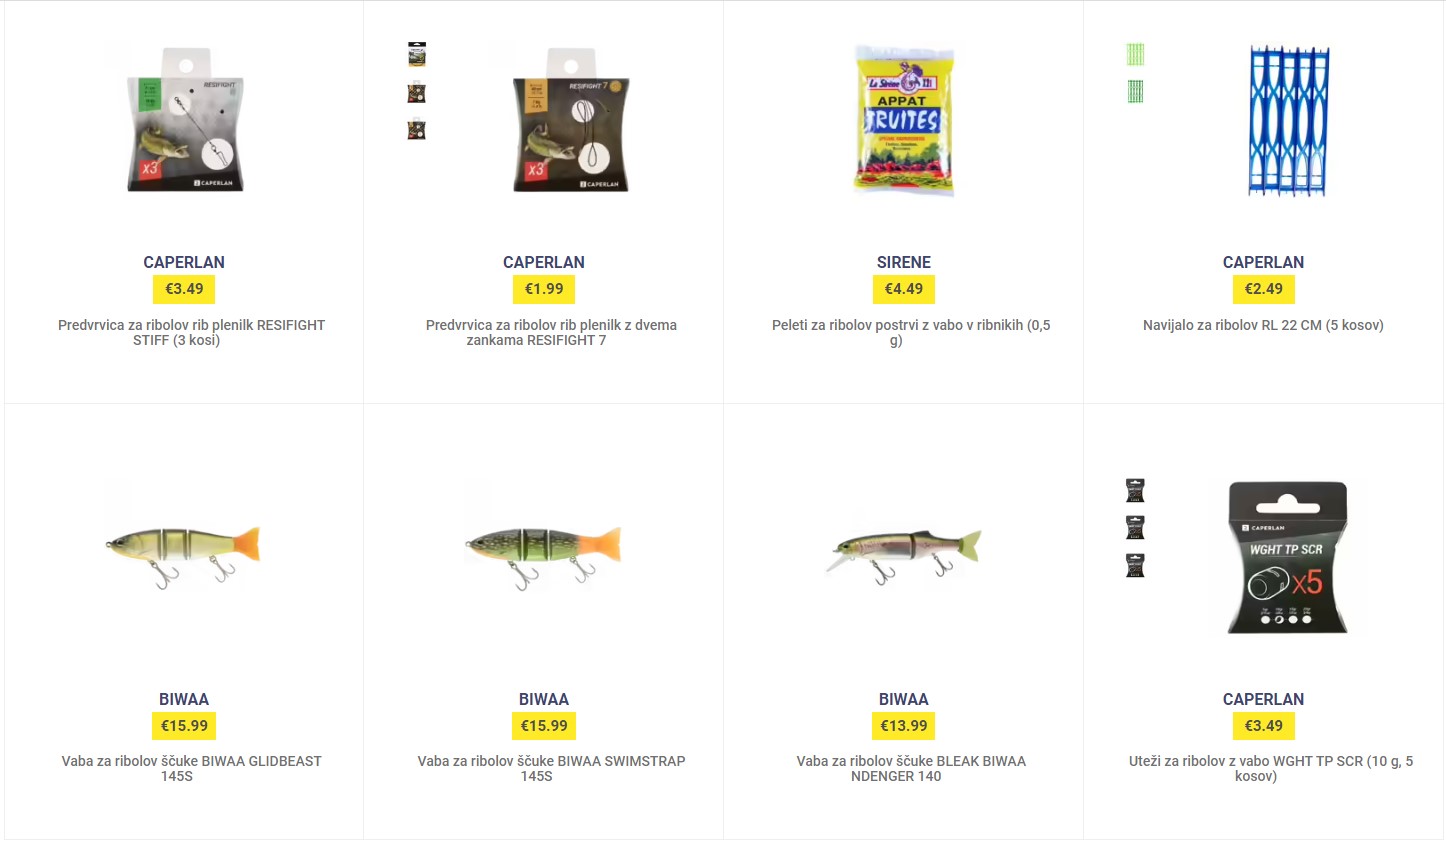 RESIFIGHT
x3
CAPERLAN
RESIFIGHT 7
x3
CAPERLAN
La Sirène
APPAT
TRUITES
CAPERLAN
WGHT TP SCR
x5
CAPERLAN
€3.49
Predvrvica za ribolov rib plenilk RESIFIGHT
STIFF (3 kosi)
CAPERLAN
€1.99
Predvrvica za ribolov rib plenilk z dvema
zankama RESIFIGHT 7
SIRENE
€4.49
Peleti za ribolov postrvi z vabo v ribnikih (0,5
g)
CAPERLAN
€2.49
Navijalo za ribolov RL 22 CM (5 kosov)
BIWAA
€15.99
Vaba za ribolov ščuke BIWAA GLIDBEAST
145S
BIWAA
€15.99
Vaba za ribolov ščuke BIWAA SWIMSTRAP
145S
BIWAA
€13.99
Vaba za ribolov ščuke BLEAK BIWAA
NDENGER 140
CAPERLAN
€3.49
Uteži za ribolov z vabo WGHT TP SCR (10 g, 5
kosov)